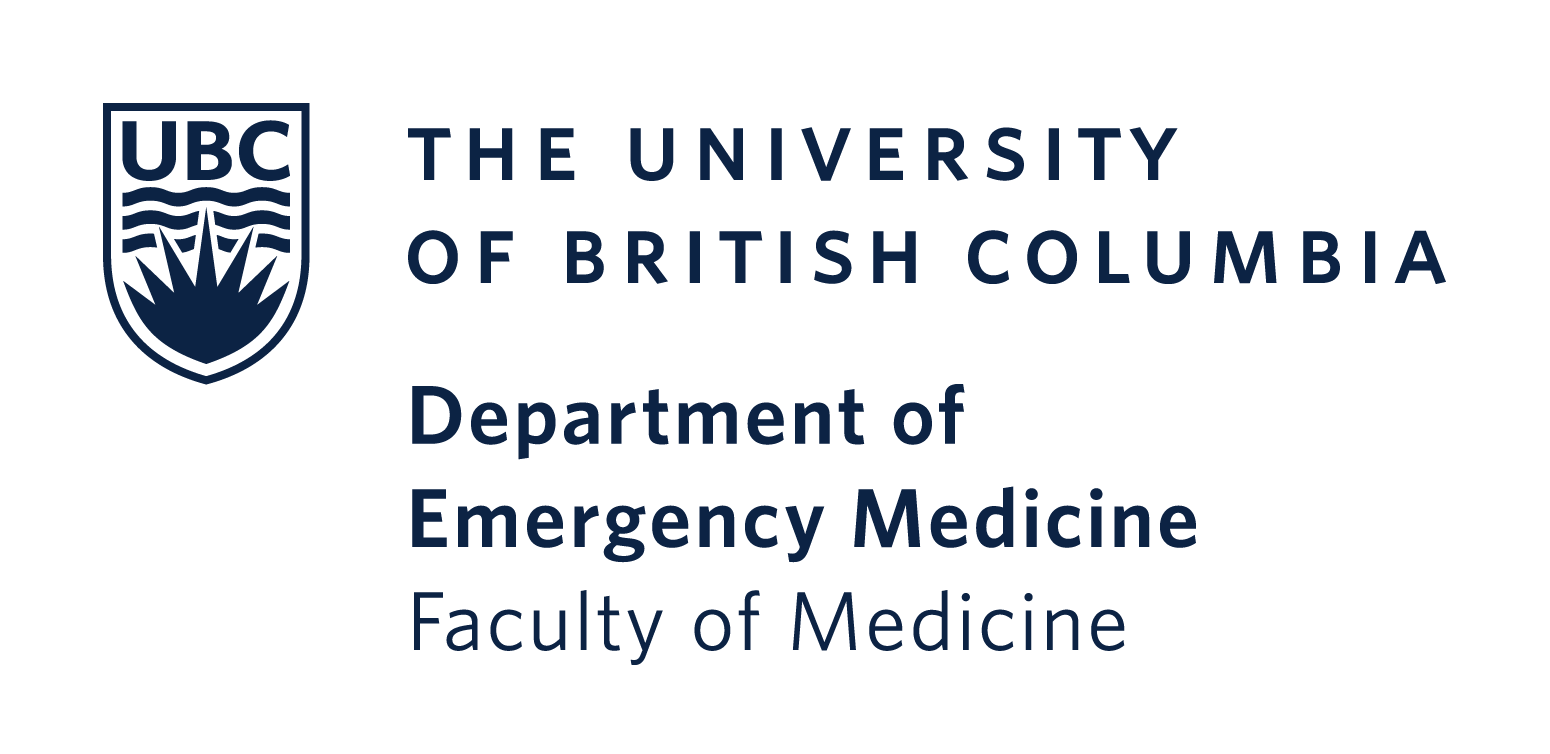 UBC
THE UNIVERSITY
OF BRITISH COLUMBIA
Department of
Emergency Medicine
Faculty of Medicine